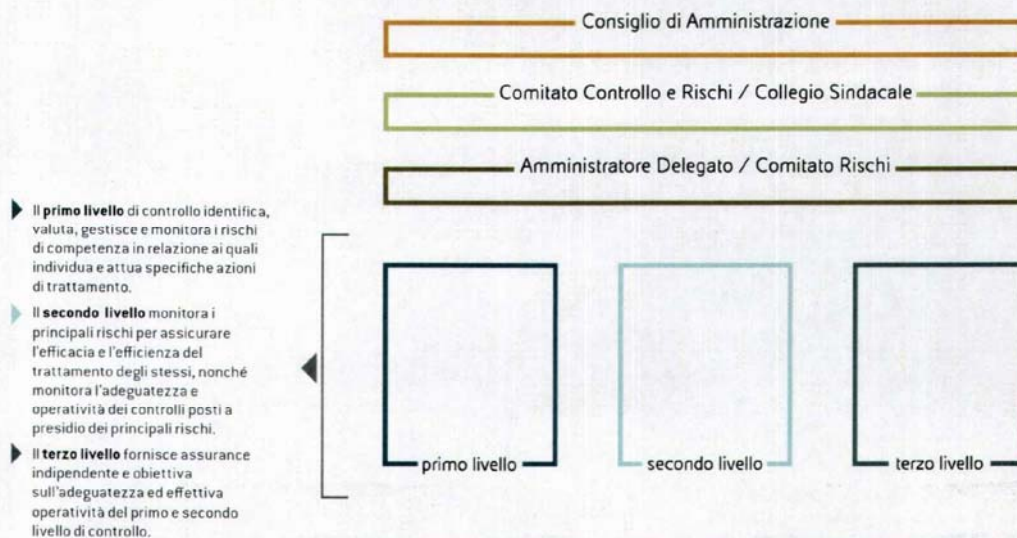 Consiglio di Amministrazione
Comitato Controllo e Rischi / Collegio Sindacale
Amministratore Delegato / Comitato Rischi
Il primo livello di controllo identifica,
valuta, gestisce e monitora i rischi
di competenza in relazione ai quali
individua e attua specifiche azioni
di trattamento.
Il secondo livello monitora i
principali rischi per assicurare
l'efficacia e l'efficienza del
trattamento degli stessi, nonché
monitora l'adeguatezza e
operatività dei controlli posti a
presidio dei principali rischi.
Il terzo livello fornisce assurance
indipendente e obiettiva
sull'adeguatezza ed effettiva
operatività del primo e secondo
livello di controllo.
primo livello
secondo livello
terzo livello